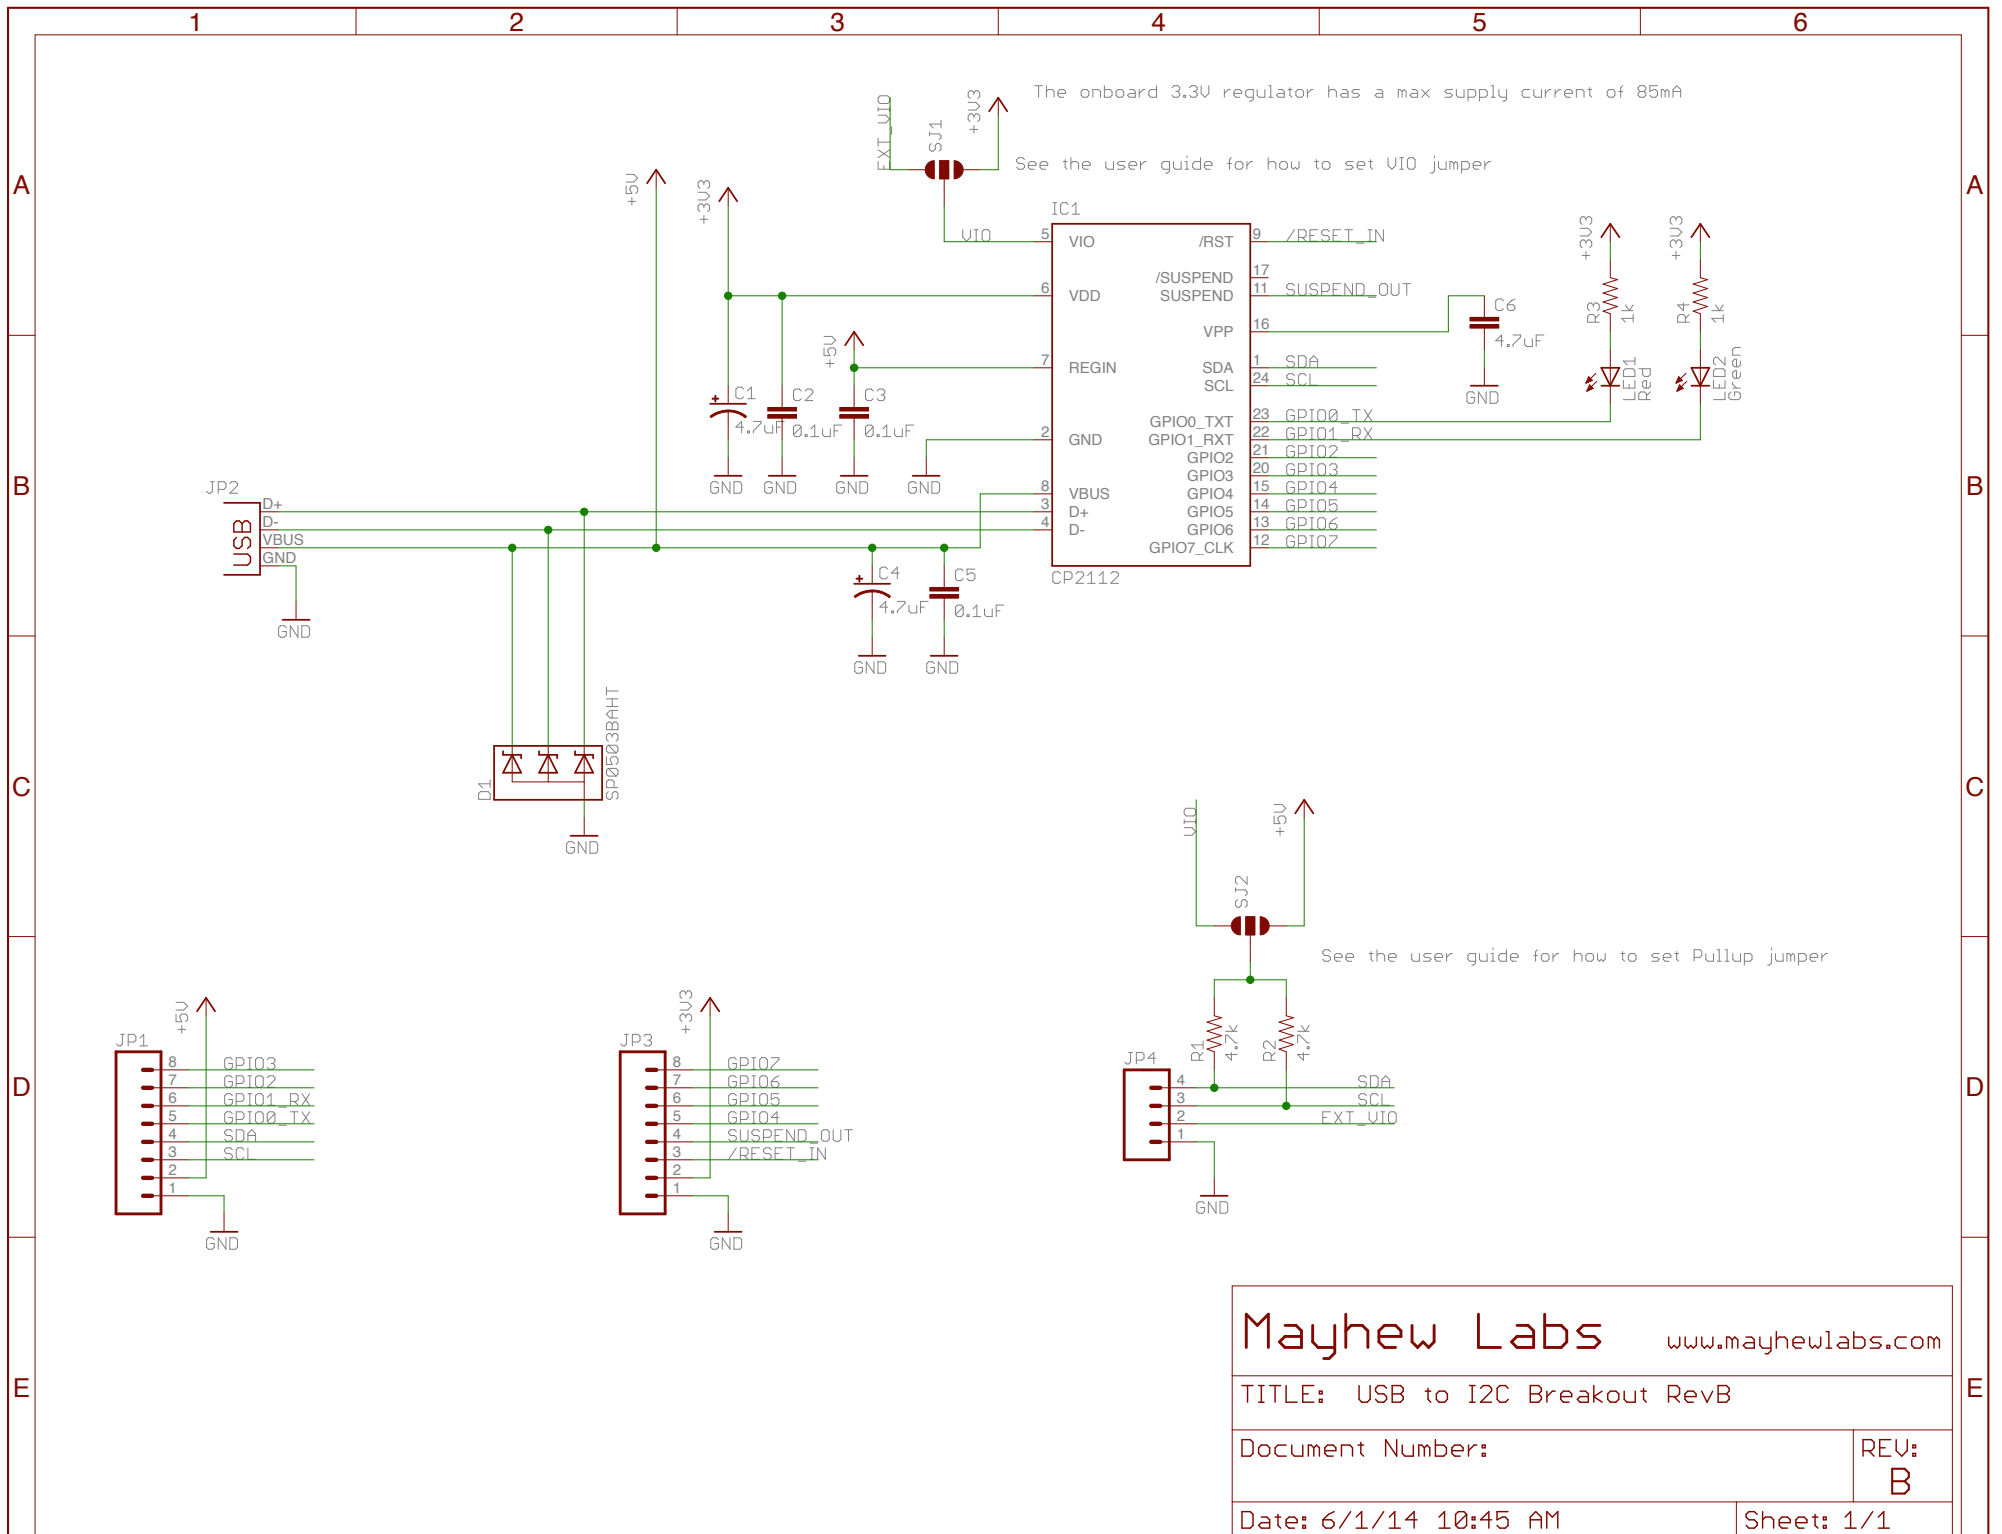 1 2 3 4 5 6
The onboard 3.3V regulator has a max supply current of 85mA
EXT_VIO
SJ1
+3V3
See the user guide for how to set VIO jumper
A
A
+5V
+3V3
IC1
VIO
5 VIO
/RST 9 /RESET_IN
/SUSPEND 17
6 VDD
SUSPEND 11 SUSPEND_OUT
VPP 16
C6
4.7uF
GND
+3V3
R3
1k
LED1
Red
+3V3
R4
1k
LED2
Green
+5V
7 REGIN
SDA 1 SDA
SCL 24 SCL
C1
4.7uF
C2
0.1uF
C3
0.1uF
2 GND
GPIO0_TXT 23 GPIO0_TX
GPIO1_RXT 22 GPIO1_RX
GPIO2 21 GPIO2
GPIO3 20 GPIO3
GND GND GND GND
8 VBUS
GPIO4 15 GPIO4
3 D+
GPIO5 14 GPIO5
4 D-
GPIO6 13 GPIO6
GPIO7_CLK 12 GPIO7
CP2112
B
B
JP2
USB
D+
D-
VBUS
GND
GND
C4
4.7uF
C5
0.1uF
GND GND
D1
SP0503BAHT
GND
C
C
VIO
+5V
SJ2
See the user guide for how to set Pullup jumper
R1
4.7k
R2
4.7k
D
D
+5V
JP1
8 GPIO3
7 GPIO2
6 GPIO1_RX
5 GPIO0_TX
4 SDA
3 SCL
2
1
GND
+3V3
JP3
8 GPIO7
7 GPIO6
6 GPIO5
5 GPIO4
4 SUSPEND_OUT
3 /RESET_IN
2
1
GND
JP4
4 SDA
3 SCL
2 EXT_VIO
1
GND
E
E
Mayhew Labs www.mayhewlabs.com
TITLE: USB to I2C Breakout RevB
Document Number:
REV:
B
Date: 6/1/14 10:45 AM
Sheet: 1/1